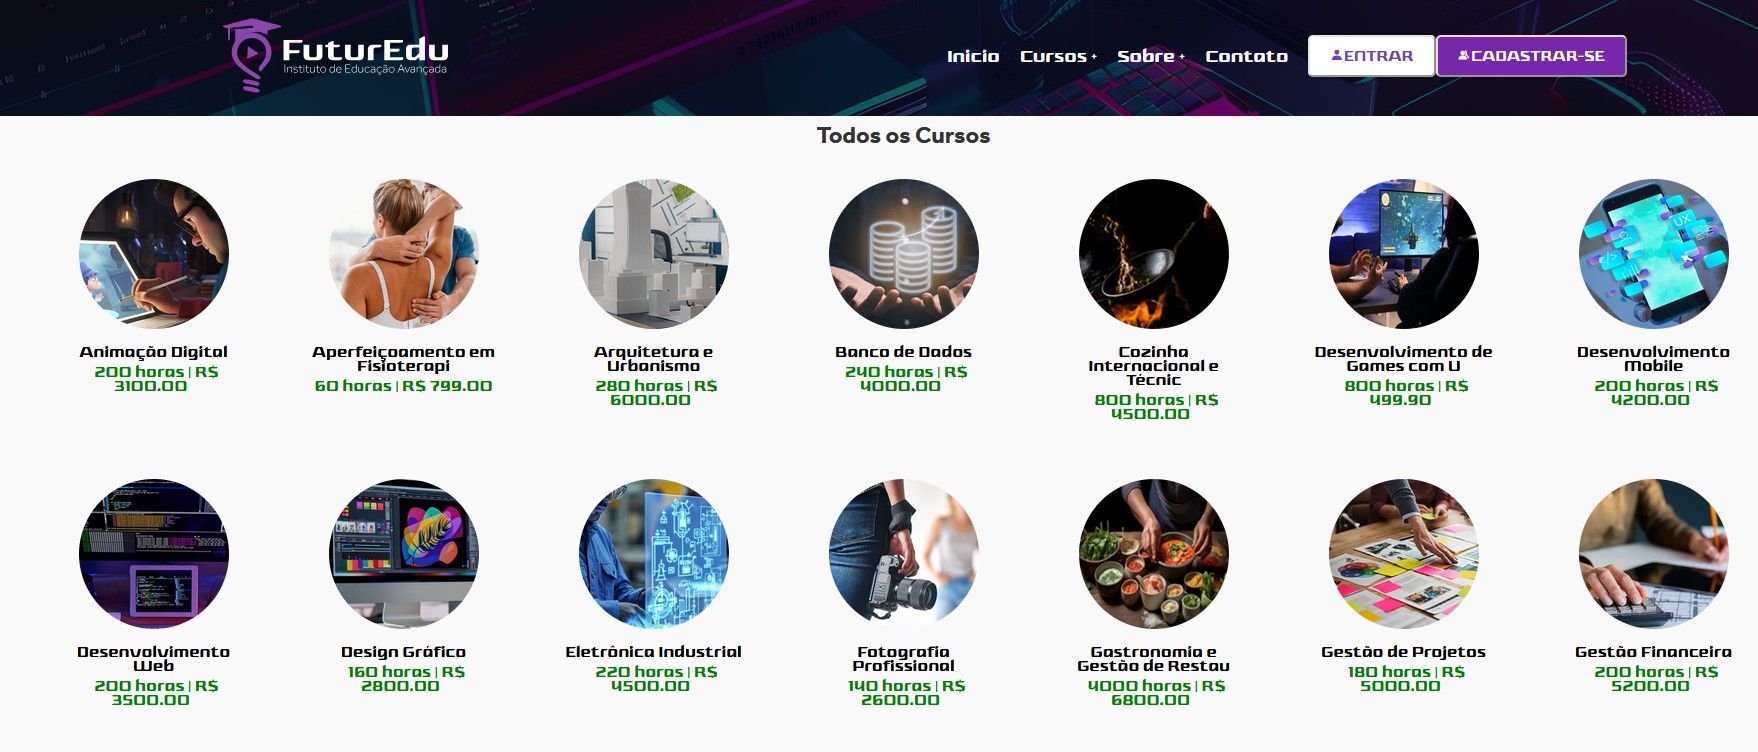 FuturEdu
Instituto de Educação Avançada
Inicio Cursos + Sobre + Contato ENTRAR CADASTRAR-SE
Todos os Cursos
Animação Digital
200 horas | R$
3100.00
Aperfeiçoamento em
Fisioterapi
60 horas | R$ 799.00
Arquitetura e
Urbanismo
280 horas | R$
6000.00
Banco de Dados
240 horas | R$
4000.00
Cozinha
Internacional e
Técnic
800 horas | R$
4500.00
Desenvolvimento de
Games com U
800 horas | R$
499.90
UX
Desenvolvimento
Mobile
200 horas | R$
4200.00
Desenvolvimento
Web
200 horas | R$
3500.00
Design Gráfico
160 horas | R$
2800.00
Eletrônica Industrial
220 horas | R$
4500.00
Fotografia
Profissional
140 horas | R$
2600.00
Gastronomia e
Gestão de Restau
4000 horas | R$
6800.00
Gestão de Projetos
180 horas | R$
5000.00
Gestão Financeira
200 horas | R$
5200.00